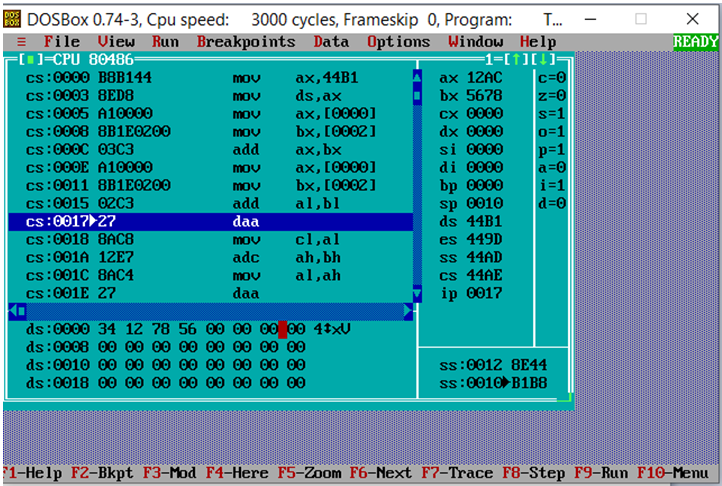 DOSBox 0.74-3, Cpu speed: 3000 cycles, Frameskip 0, Program: T...
≡ File View Run Breakpoints Data Options Window Help READY
[■]=CPU 80486 1=[↑][↓]
cs:0000 B8B144 mov ax,44B1 ax 12AC c=0
cs:0003 8ED8 mov ds,ax bx 5678 z=0
cs:0005 A10000 mov ax,[0000] cx 0000 s=1
cs:0008 8B1E0200 mov bx,[0002] dx 0000 o=1
cs:000C 03C3 add ax,bx si 0000 p=1
cs:000E A10000 mov ax,[0000] di 0000 a=0
cs:0011 8B1E0200 mov bx,[0002] bp 0000 i=1
cs:0015 02C3 add al,bl sp 0010 d=0
cs:0017►27 daa ds 44B1
cs:0018 8AC8 mov cl,al es 449D
cs:001A 12E7 adc ah,bh ss 44AD
cs:001C 8AC4 mov al,ah cs 44AE
cs:001E 27 daa ip 0017
ds:0000 34 12 78 56 00 00 00 00 4↕xV
ds:0008 00 00 00 00 00 00 00 00
ds:0010 00 00 00 00 00 00 00 00 ss:0012 8E44
ds:0018 00 00 00 00 00 00 00 00 ss:0010►B1B8
F1-Help F2-Bkpt F3-Mod F4-Here F5-Zoom F6-Next F7-Trace F8-Step F9-Run F10-Menu